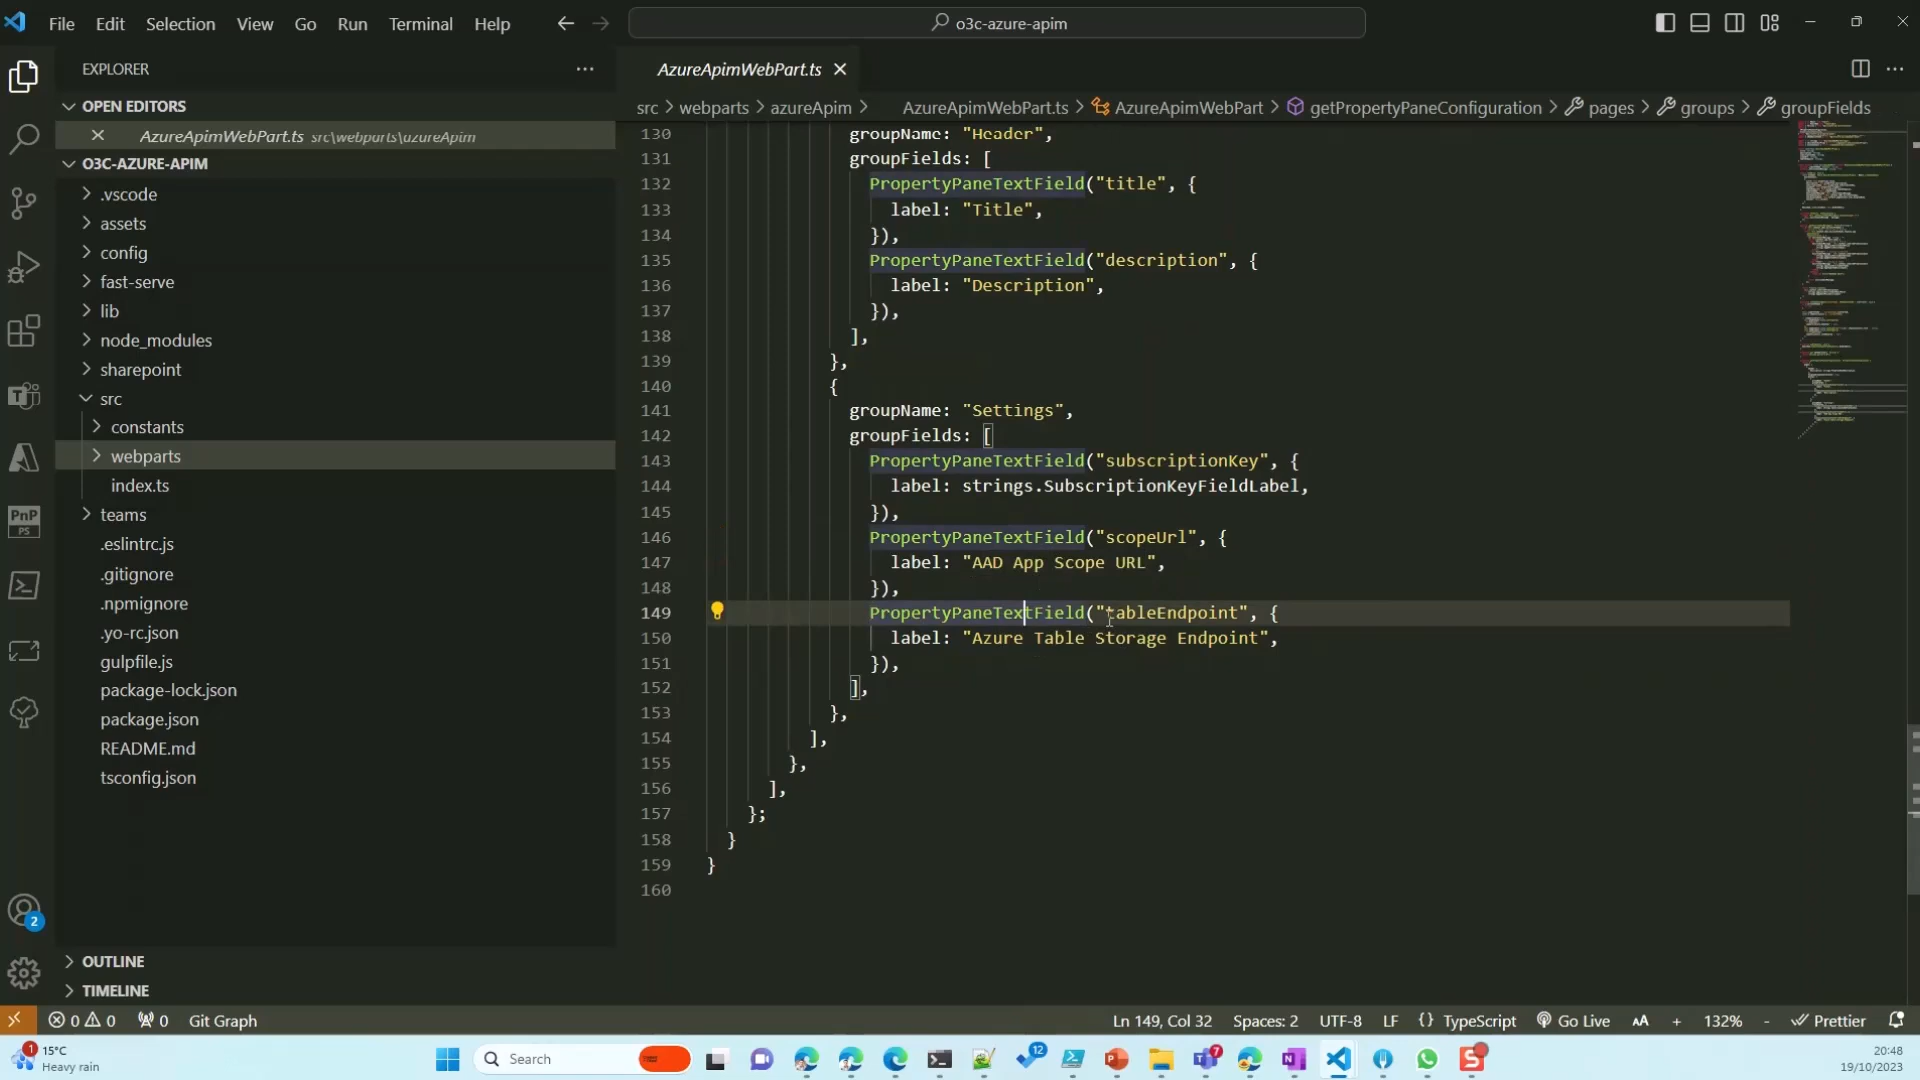 File Edit Selection View Go Run Terminal Help
o3c-azure-apim
EXPLORER
OPEN EDITORS
AzureApimWebPart.ts src\webparts\azureApim
O3C-AZURE-APIM
.vscode
assets
config
fast-serve
lib
node_modules
sharepoint
src
constants
webparts
index.ts
teams
.eslintrc.js
.gitignore
.npmignore
.yo-rc.json
gulpfile.js
package-lock.json
package.json
README.md
tsconfig.json
OUTLINE
TIMELINE
PnP
PS
2
AzureApimWebPart.ts
src > webparts > azureApim > AzureApimWebPart.ts > AzureApimWebPart > getPropertyPaneConfiguration > pages > groups > groupFields
130 groupName: "Header",
131 groupFields: [
132 PropertyPaneTextField("title", {
133 label: "Title",
134 }),
135 PropertyPaneTextField("description", {
136 label: "Description",
137 }),
138 ],
139 },
140 {
141 groupName: "Settings",
142 groupFields: [
143 PropertyPaneTextField("subscriptionKey", {
144 label: strings.SubscriptionKeyFieldLabel,
145 }),
146 PropertyPaneTextField("scopeUrl", {
147 label: "AAD App Scope URL",
148 }),
149 PropertyPaneTextField("tableEndpoint", {
150 label: "Azure Table Storage Endpoint",
151 }),
152 ],
153 },
154 ],
155 },
156 ],
157 };
158 }
159 }
160
0 0 0 Git Graph Ln 149, Col 32 Spaces: 2 UTF-8 LF {} TypeScript Go Live AA + 132% - Prettier
1 15°C
Heavy rain
Search
12
7
20:48
19/10/2023